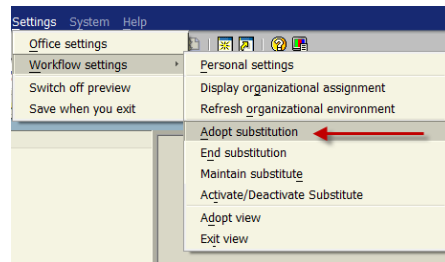 Settings System Help
Office settings
Workflow settings
Switch off preview
Save when you exit
Personal settings
Display organizational assignment
Refresh organizational environment
Adopt substitution
End substitution
Maintain substitute
Activate/Deactivate Substitute
Adopt view
Exit view